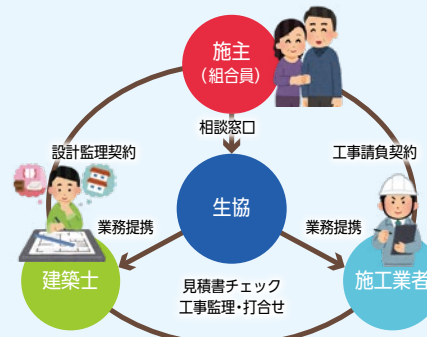 施主
(組合員)
相談窓口
設計監理契約
工事請負契約
生協
業務提携
業務提携
建築士
見積書チェック
工事監理・打合せ
施工業者